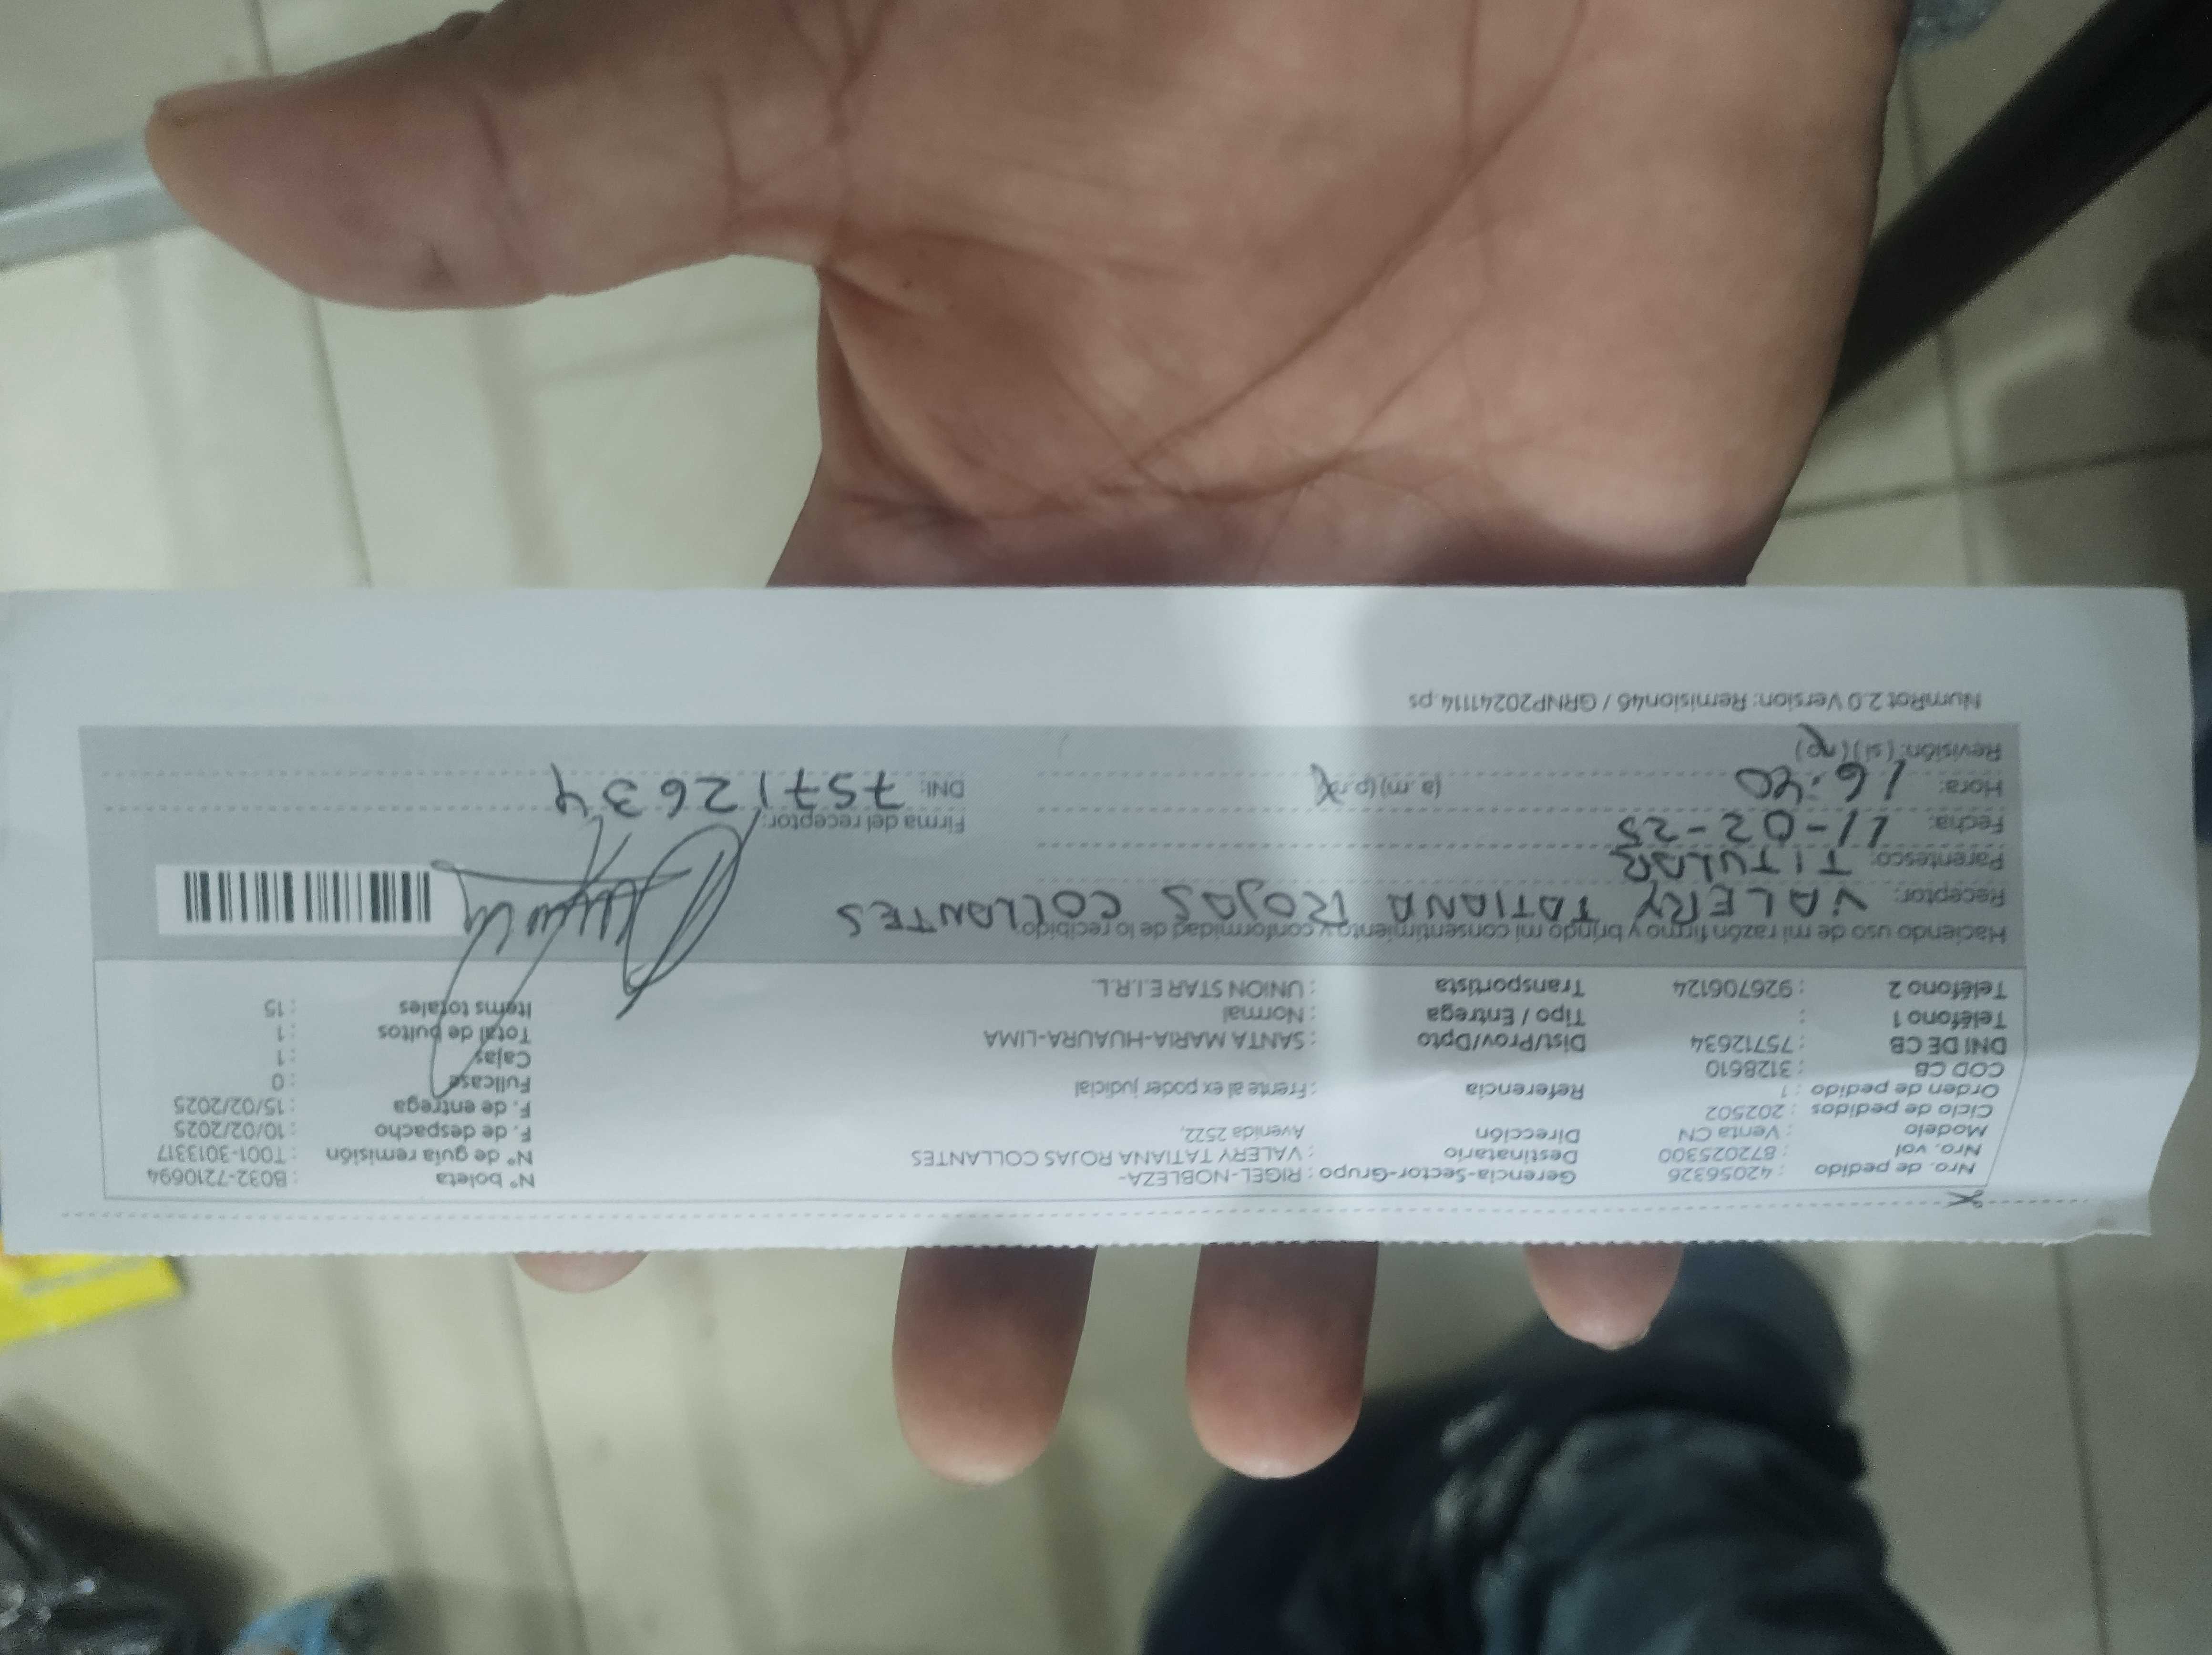 Nro. de pedido : 42056326 Gerencia-Sector-Grupo : RIGEL-NOBLEZA- N° boleta : B032-7210694
Nro. vol. : 872025300 Destinatario : VALERY TATIANA ROJAS COLLANTES N° de guía remisión : T001-3013317
Modelo : Venta CN Dirección Avenida 2522, F. de despacho : 10/02/2025
Ciclo de pedidos : 202502 F. de entrega : 15/02/2025
Orden de pedido : 1 Referencia : Frente al ex poder judicial Fullcase : 0
COD CB : 3128610 Cajas : 1
DNI DE CB : 75712634 Dist/Prov/Dpto : SANTA MARIA-HUAURA-LIMA Total de bultos : 1
Teléfono 1 : Tipo / Entrega : Normal Items totales : 15
Teléfono 2 : 926706124 Transportista : UNION STAR E.I.R.L.
Haciendo uso de mi razón firmo y brindo mi consentimiento y conformidad de lo recibido
Receptor: VALERY TATIANA ROJAS COLLANTES
Parentesco: TITULAR
Fecha: 11-02-25 Firma del receptor:
Hora: 16:40 (a.m) (p.m) DNI: 75712634
Revisión: (si) (no)
NumRot 2.0 Version: Remision46 / GRNP20241114.ps